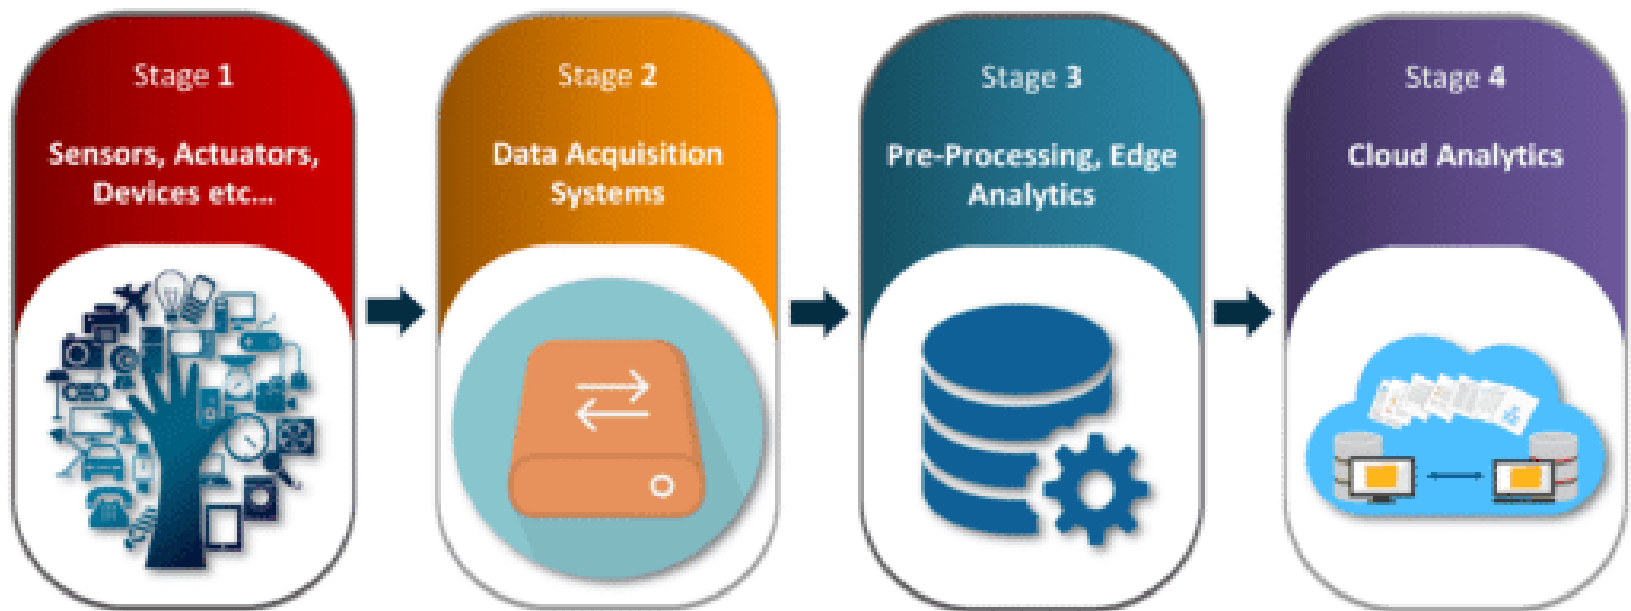 Stage 1
Sensors, Actuators,
Devices etc...
Stage 2
Data Acquisition
Systems
Stage 3
Pre-Processing, Edge
Analytics
Stage 4
Cloud Analytics